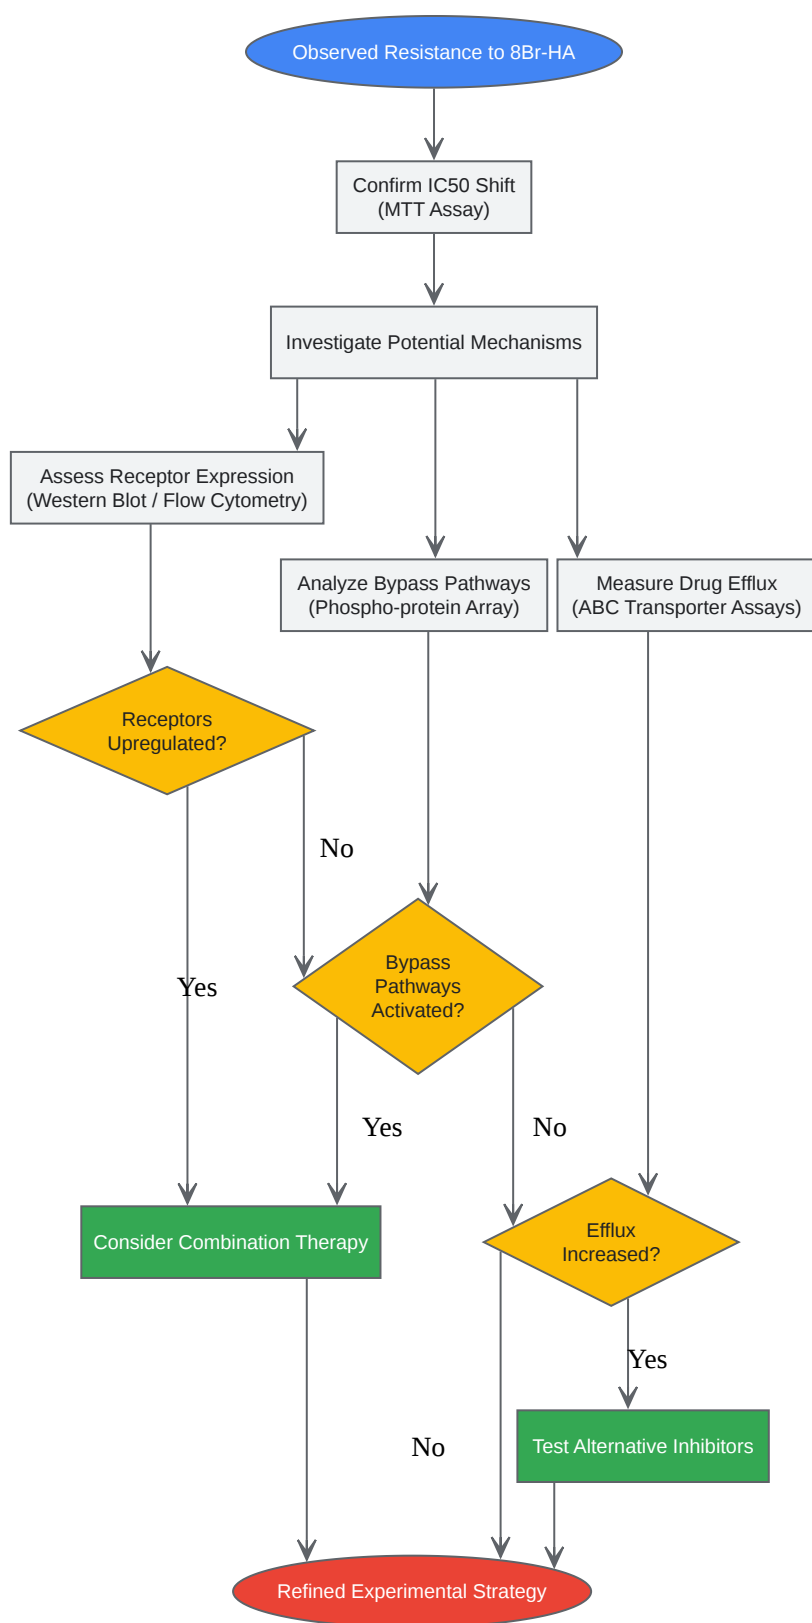 Observed Resistance to 8Br-HA
Confirm IC50 Shift
(MTT Assay)
Investigate Potential Mechanisms
Assess Receptor Expression
(Western Blot / Flow Cytometry)
Analyze Bypass Pathways
(Phospho-protein Array)
Measure Drug Efflux
(ABC Transporter Assays)
Receptors
Upregulated?
No
Yes
Bypass
Pathways
Activated?
Yes
No
Consider Combination Therapy
Efflux
Increased?
Yes
No
Test Alternative Inhibitors
Refined Experimental Strategy